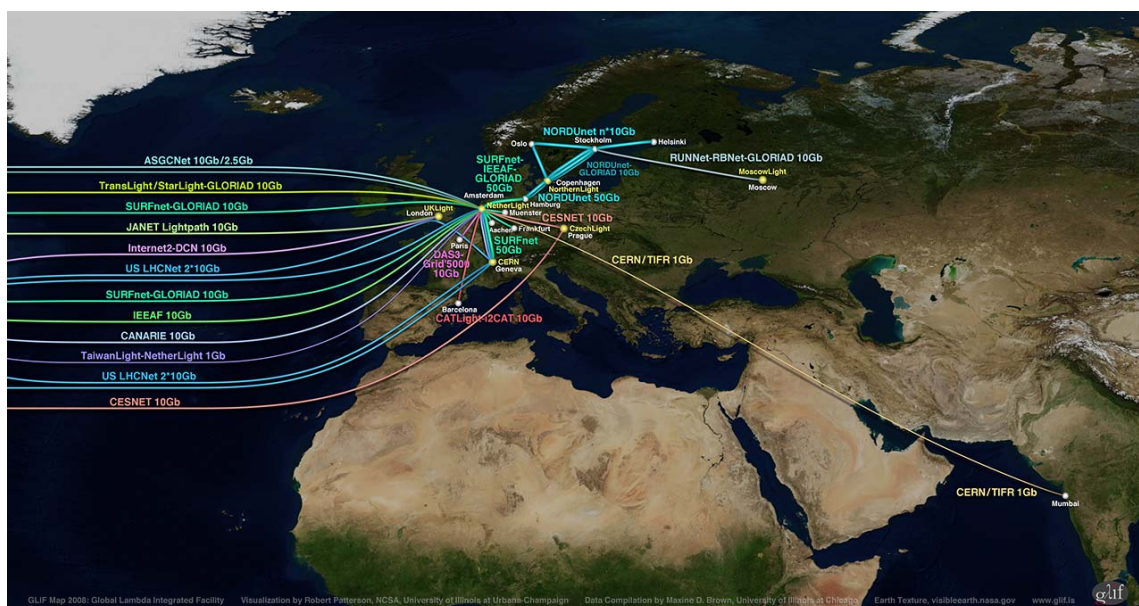 ASGCNet 10Gb/2.5Gb
TransLight/StarLight-GLORIAD 10Gb
SURFnet-GLORIAD 10Gb
JANET Lightpath 10Gb
Internet2-DCN 10Gb
US LHCNet 2*10Gb
SURFnet-GLORIAD 10Gb
IEEAF 10Gb
CANARIE 10Gb
TaiwanLight-NetherLight 1Gb
US LHCNet 2*10Gb
CESNET 10Gb
NORDUnet n*10Gb
Stockholm
Oslo
Helsinki
SURFnet-
IEEAF-
GLORIAD
50Gb
NORDUnet-
GLORIAD 10Gb
RUNNet-RBNet-GLORIAD 10Gb
MoscowLight
Moscow
Copenhagen
NorthernLight
NORDUnet 50Gb
Amsterdam
NetherLight
Hamburg
Muenster
UKLight
London
CESNET 10Gb
CzechLight
Prague
Aachen
Frankfurt
SURFnet
50Gb
Paris
DAS3-
Grid'5000
10Gb
CERN
Geneva
CERN/TIFR 1Gb
Barcelona
CATLight-i2CAT 10Gb
CERN/TIFR 1Gb
Mumbai
GLIF Map 2008: Global Lambda Integrated Facility Visualization by Robert Patterson, NCSA, University of Illinois at Urbana-Champaign Data Compilation by Maxine D. Brown, University of Illinois at Chicago Earth Texture, visibleearth.nasa.gov www.glif.is
glif